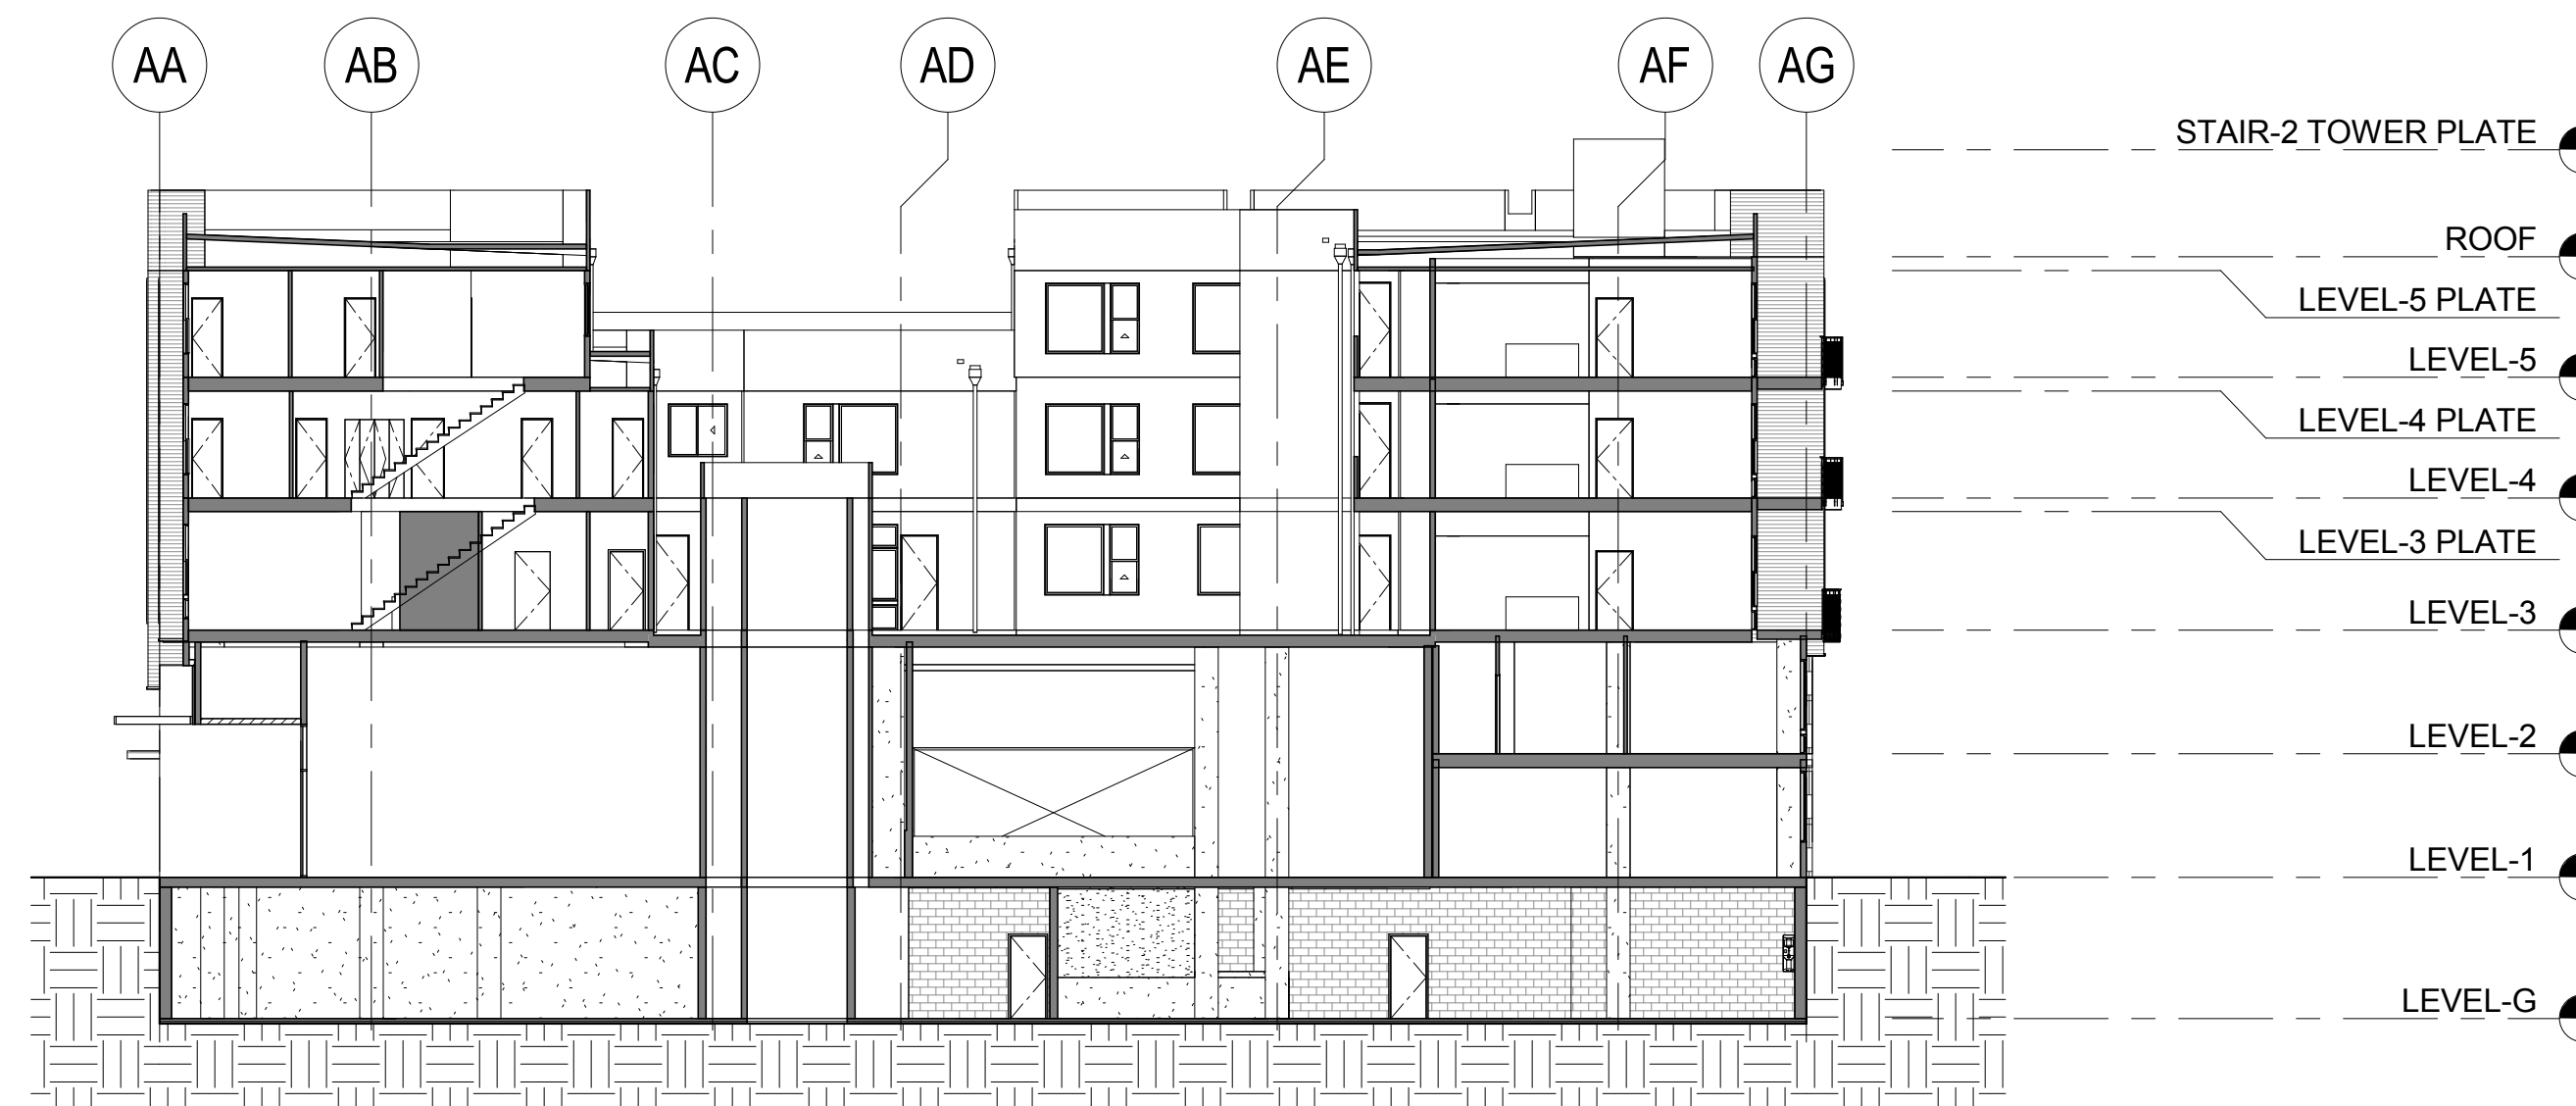 AA
AB
AC
AD
AE
AF
AG
STAIR-2 TOWER PLATE
ROOF
LEVEL-5 PLATE
LEVEL-5
LEVEL-4 PLATE
LEVEL-4
LEVEL-3 PLATE
LEVEL-3
LEVEL-2
LEVEL-1
LEVEL-G